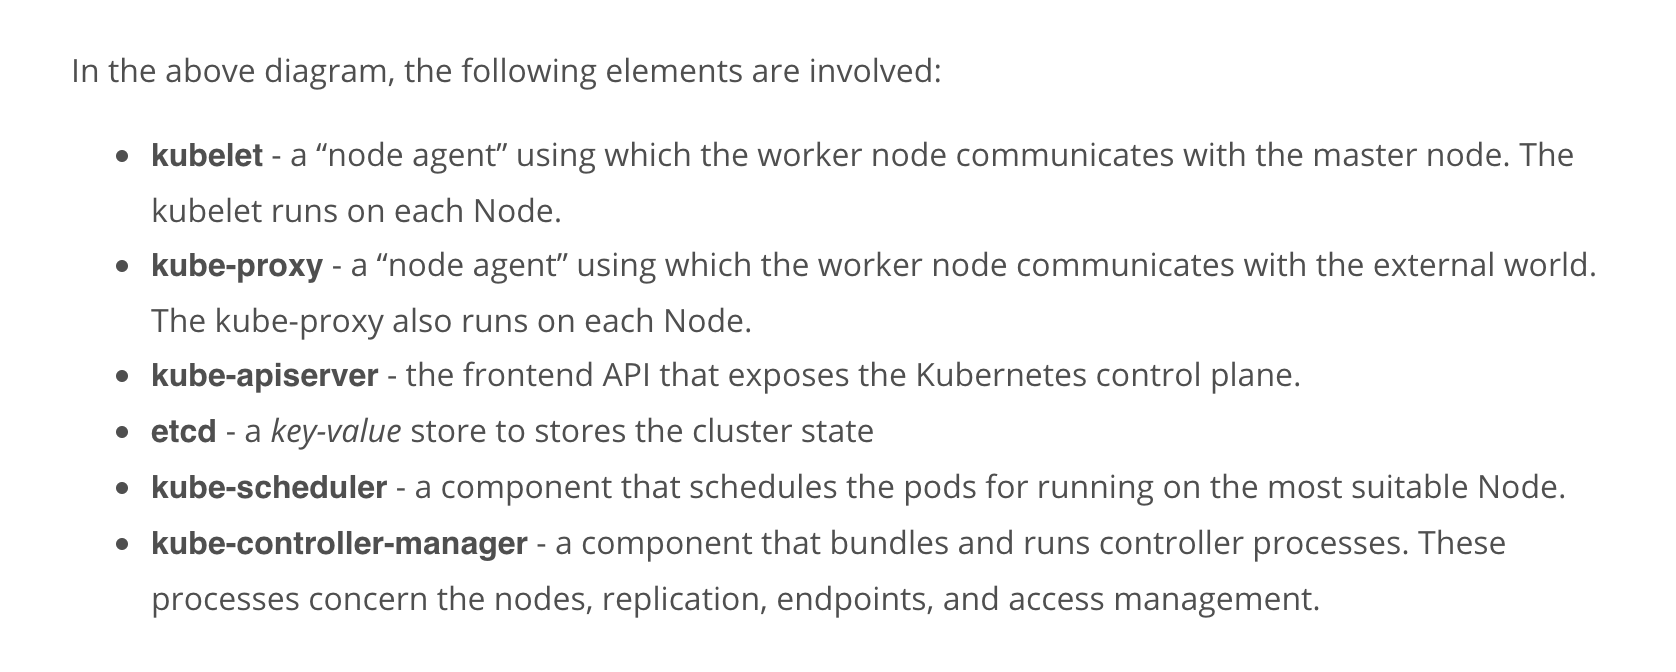 In the above diagram, the following elements are involved:
• kubelet - a “node agent” using which the worker node communicates with the master node. The
kubelet runs on each Node.
• kube-proxy - a “node agent” using which the worker node communicates with the external world.
The kube-proxy also runs on each Node.
• kube-apiserver - the frontend API that exposes the Kubernetes control plane.
• etcd - a key-value store to stores the cluster state
• kube-scheduler - a component that schedules the pods for running on the most suitable Node.
• kube-controller-manager - a component that bundles and runs controller processes. These
processes concern the nodes, replication, endpoints, and access management.